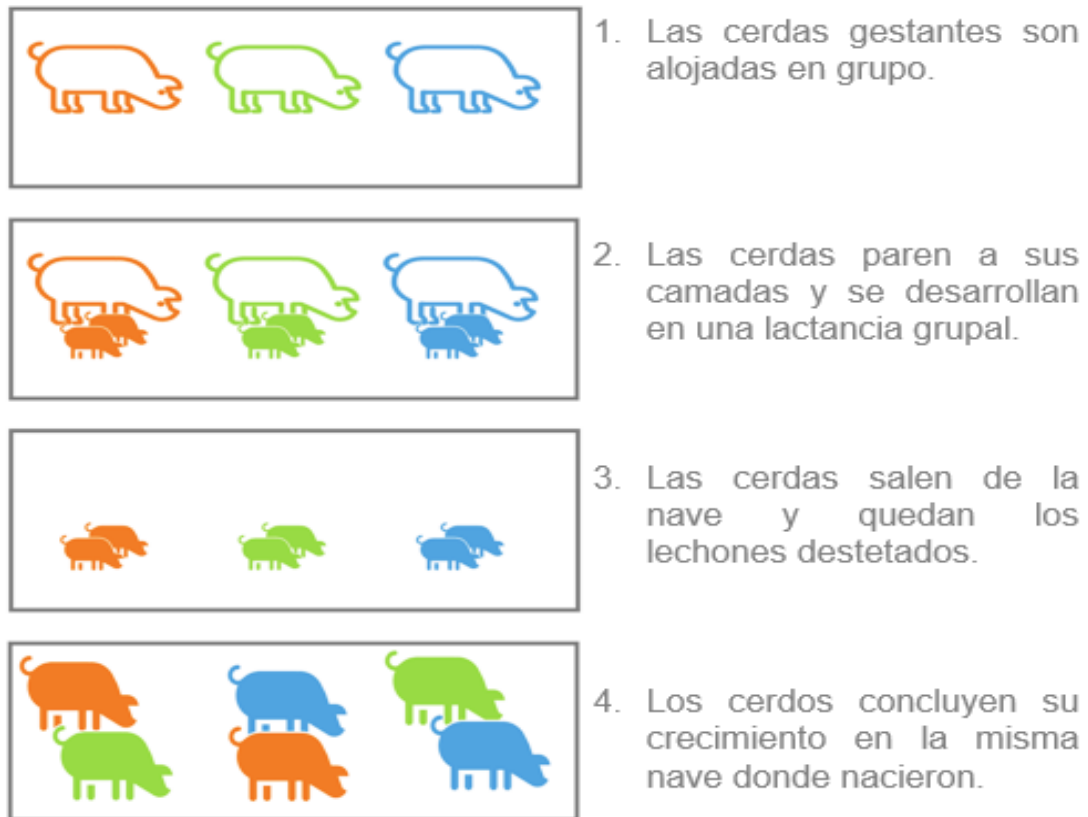 1. Las cerdas gestantes son
alojadas en grupo.
2. Las cerdas paren a sus
camadas y se desarrollan
en una lactancia grupal.
3. Las cerdas salen de la
nave y quedan los
lechones destetados.
4. Los cerdos concluyen su
crecimiento en la misma
nave donde nacieron.